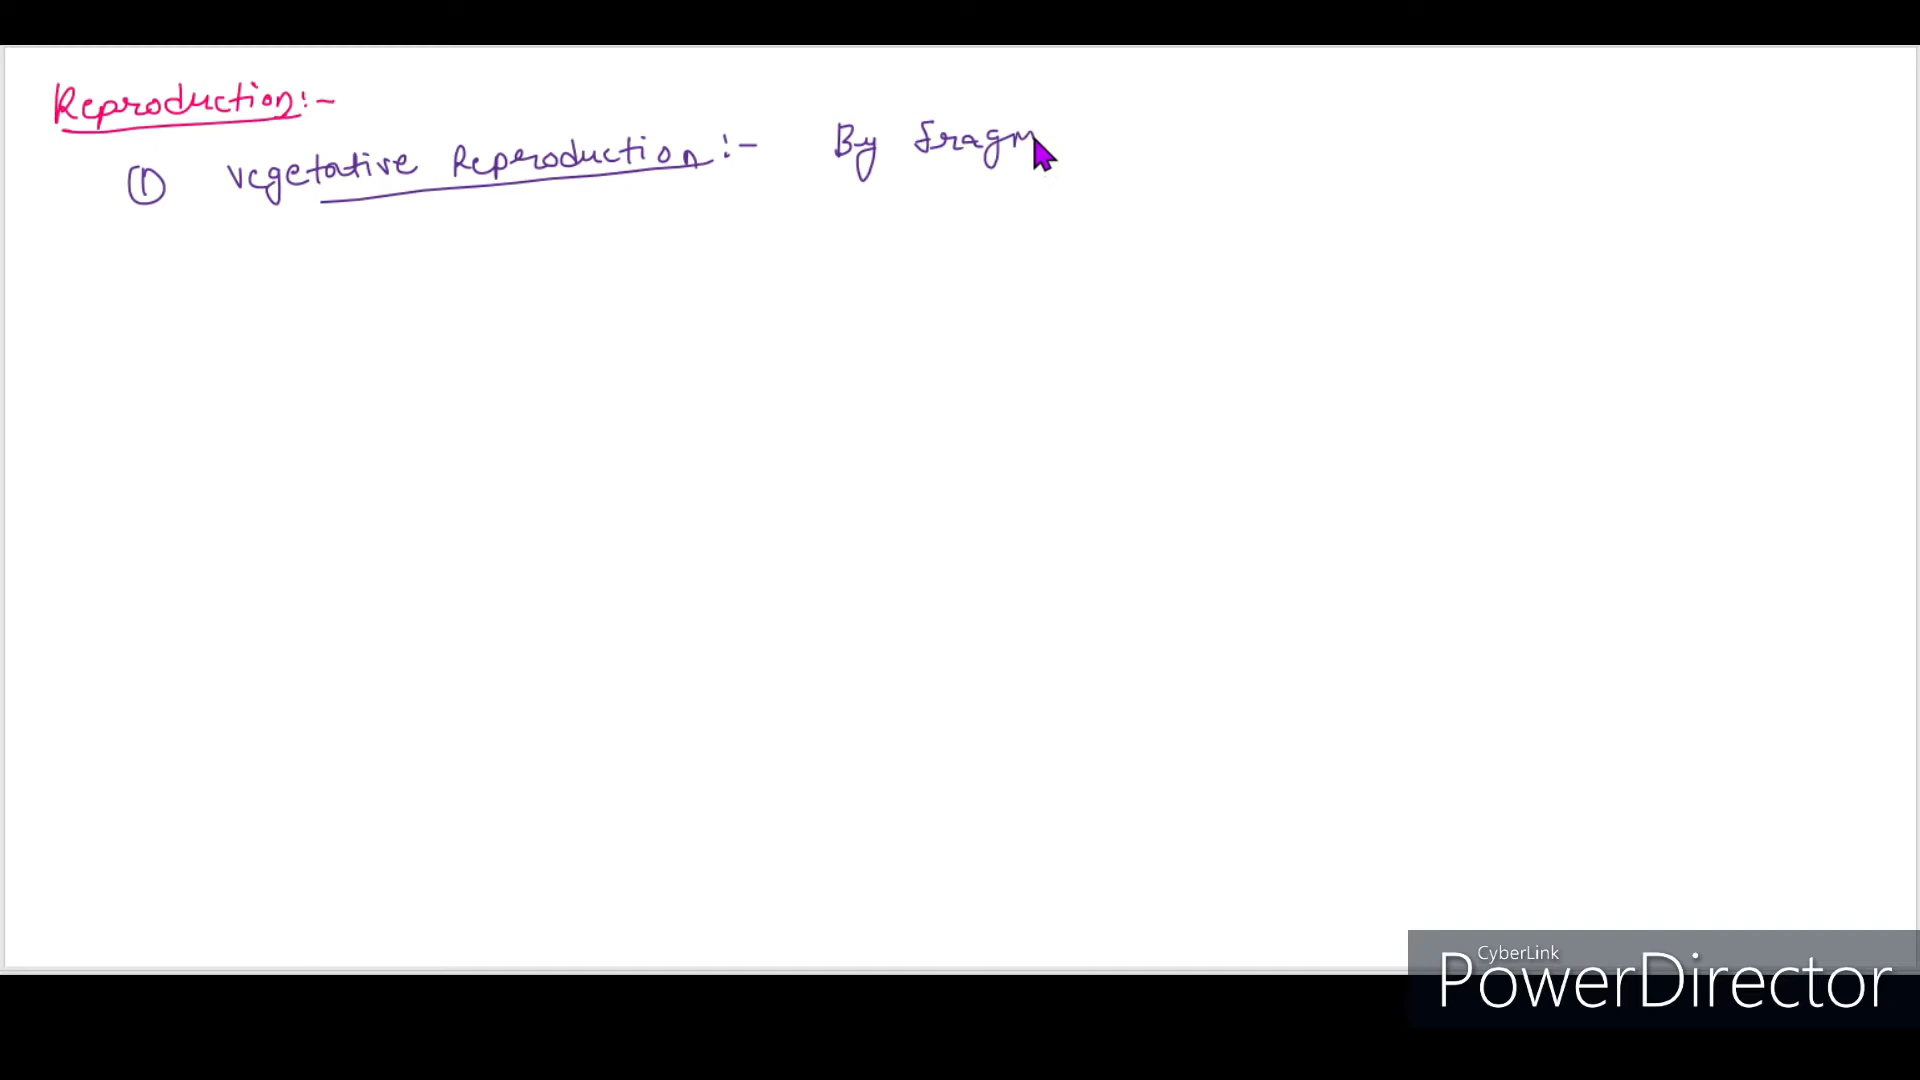 Reproduction:-
① Vegetative Reproduction:- By fragm
CyberLink
PowerDirector